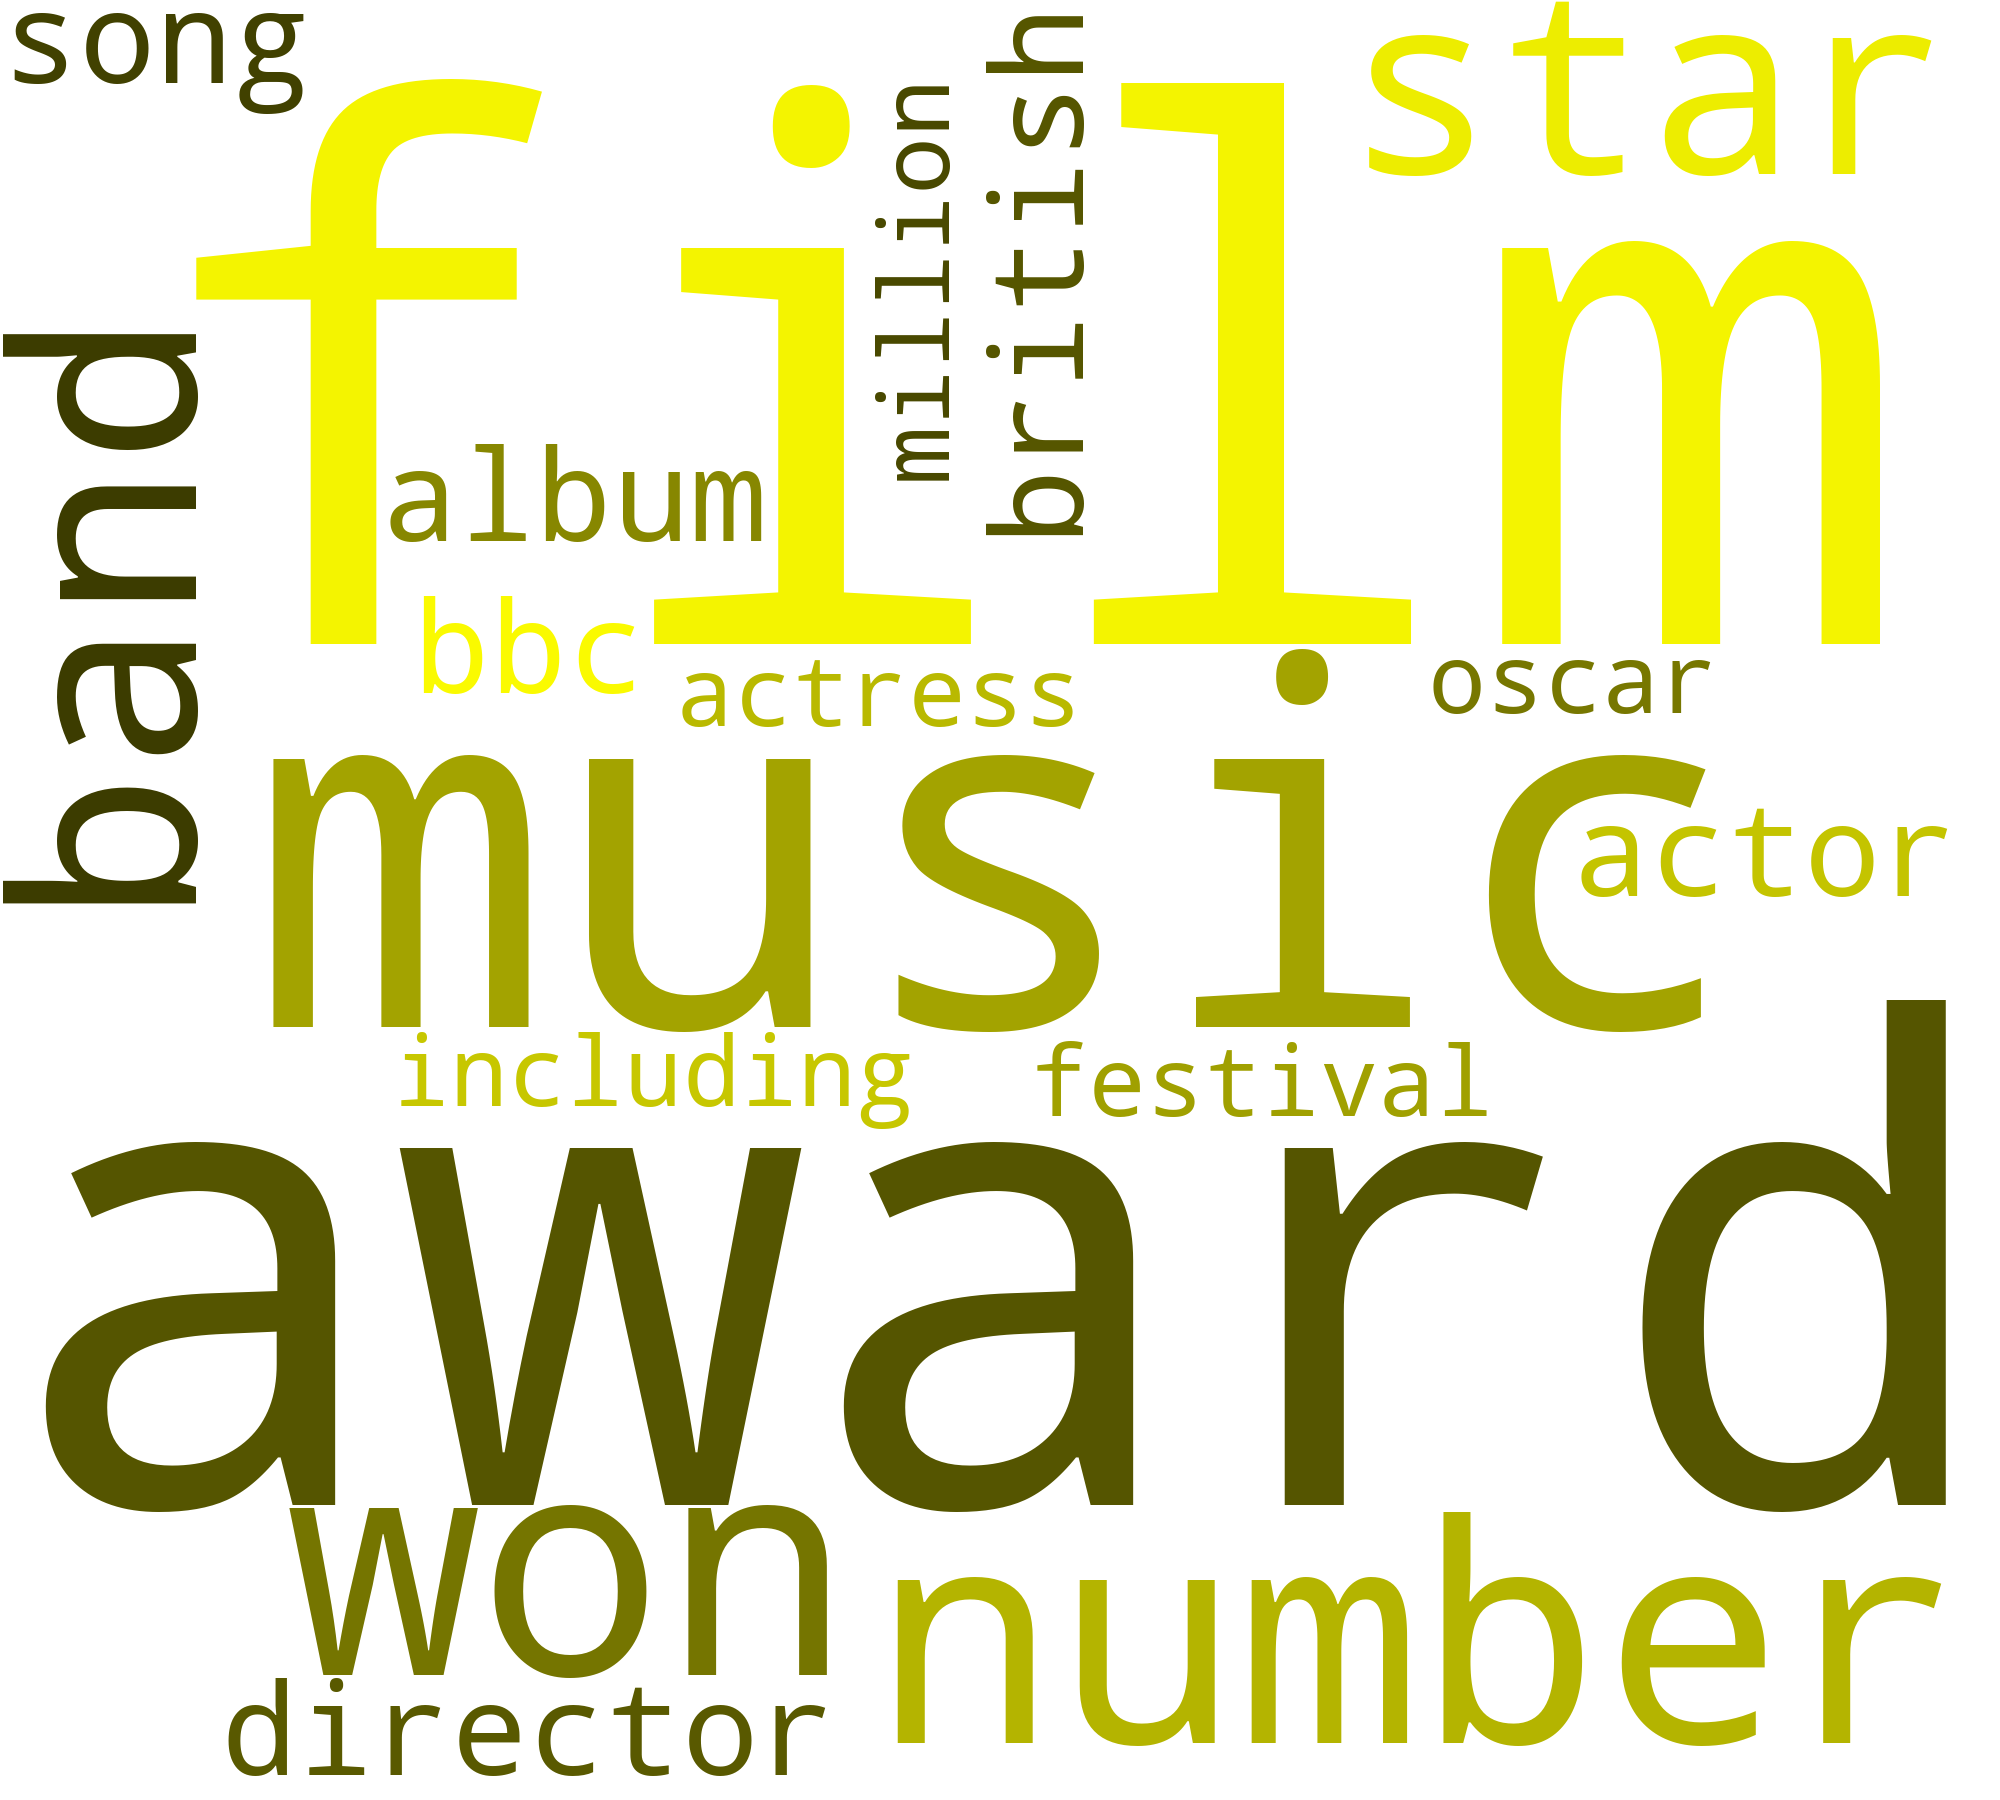 song
star
film
million
british
band
album
bbc
actress
oscar
music
actor
including
festival
award
won
number
director